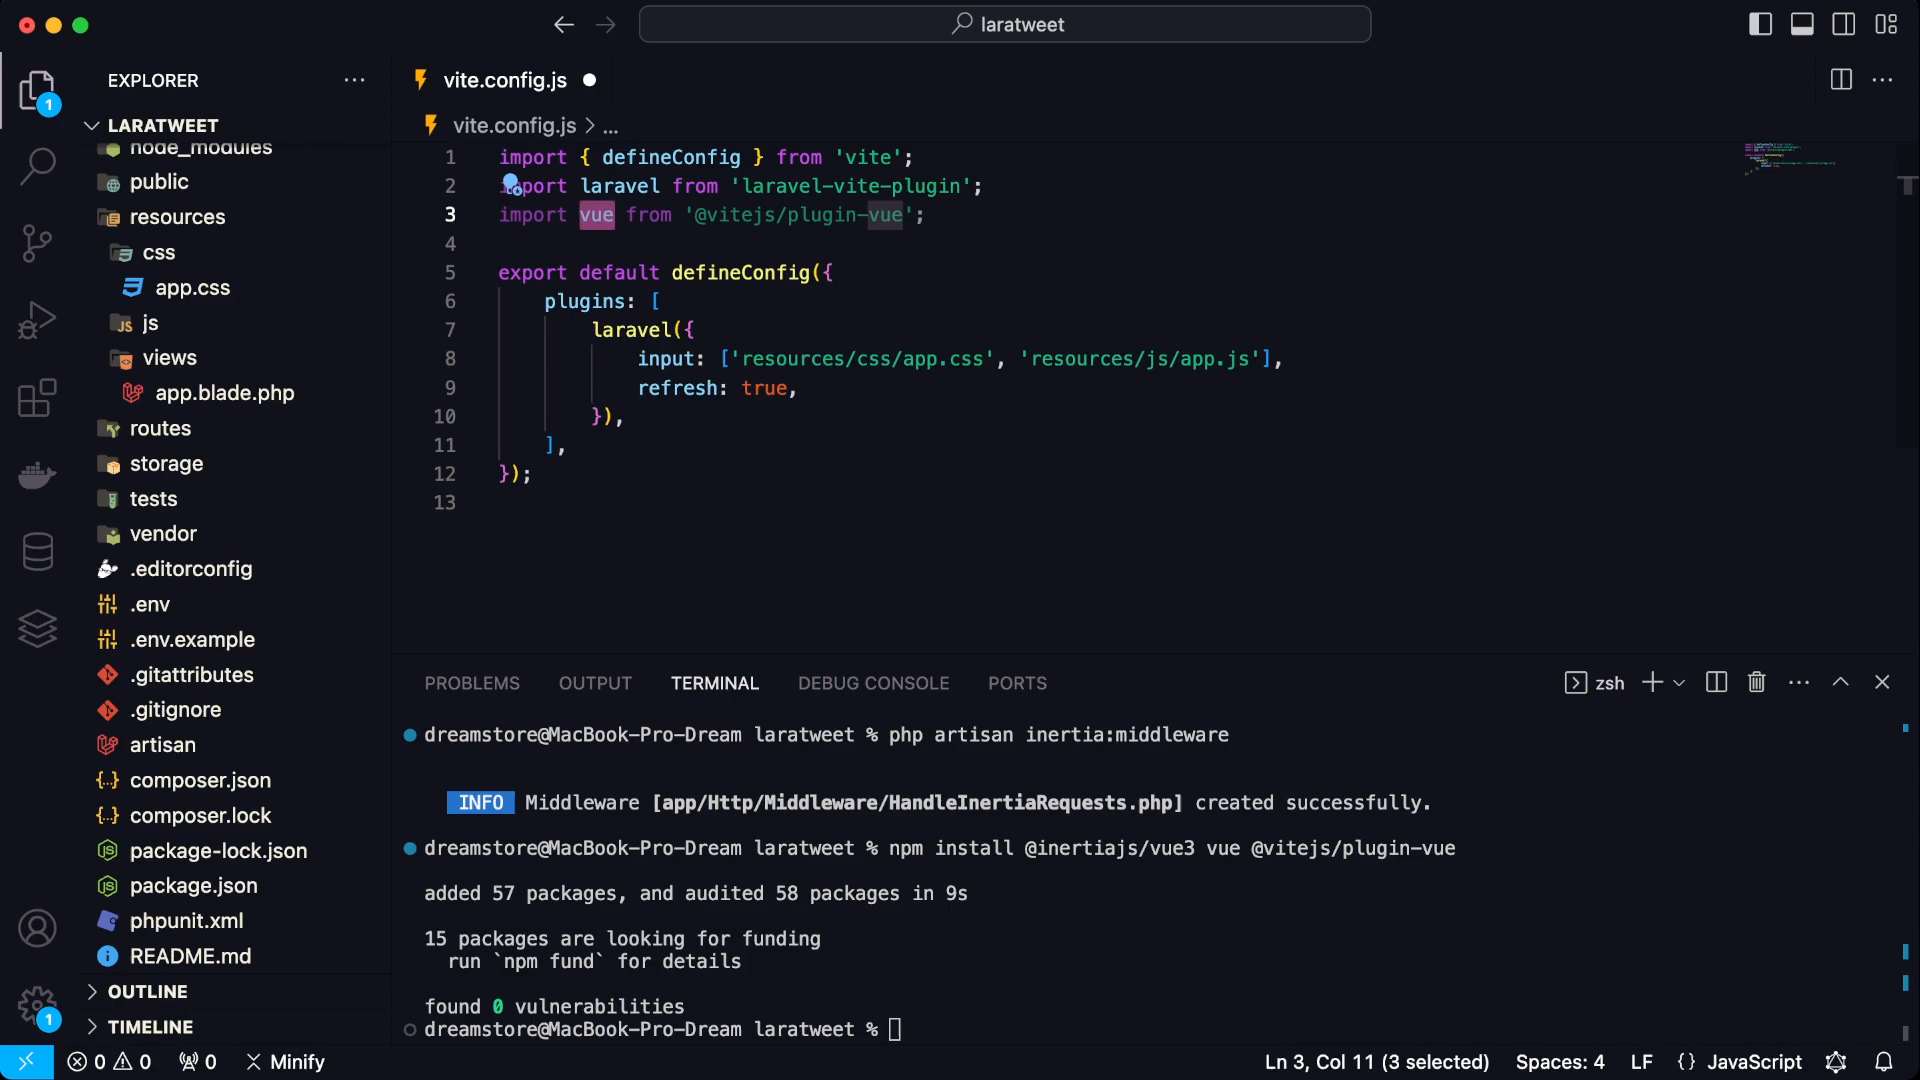 laratweet
EXPLORER
LARATWEET
node_modules
public
resources
css
app.css
js
views
app.blade.php
routes
storage
tests
vendor
.editorconfig
.env
.env.example
.gitattributes
.gitignore
artisan
composer.json
composer.lock
package-lock.json
package.json
phpunit.xml
README.md
OUTLINE
TIMELINE
1
1
vite.config.js
vite.config.js > ...
1 import { defineConfig } from 'vite';
2 import laravel from 'laravel-vite-plugin';
3 import vue from '@vitejs/plugin-vue';
4
5 export default defineConfig({
6 plugins: [
7 laravel({
8 input: ['resources/css/app.css', 'resources/js/app.js'],
9 refresh: true,
10 }),
11 ],
12 });
13
PROBLEMS OUTPUT TERMINAL DEBUG CONSOLE PORTS zsh
dreamstore@MacBook-Pro-Dream laratweet % php artisan inertia:middleware
INFO Middleware [app/Http/Middleware/HandleInertiaRequests.php] created successfully.
dreamstore@MacBook-Pro-Dream laratweet % npm install @inertiajs/vue3 vue @vitejs/plugin-vue
added 57 packages, and audited 58 packages in 9s
15 packages are looking for funding
run `npm fund` for details
found 0 vulnerabilities
dreamstore@MacBook-Pro-Dream laratweet %
0 0 0 Minify Ln 3, Col 11 (3 selected) Spaces: 4 LF {} JavaScript